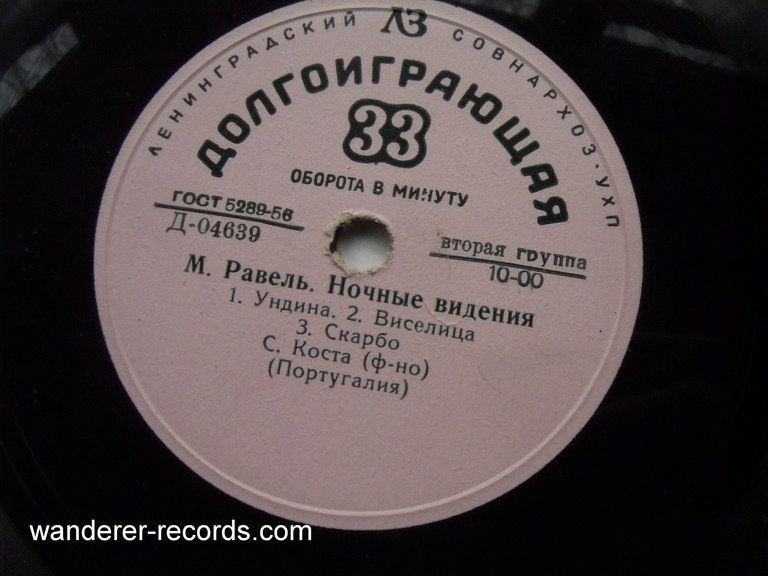 ЛЕНИНГРАДСКИЙ ЛЗ СОВНАРХОЗ · УХП
ДОЛГОИГРАЮЩАЯ
33
ОБОРОТА В МИНУТУ
ГОСТ 5289-56
Д-04639
вторая группа
10-00
М. Равель. Ночные видения
1. Ундина. 2. Виселица
3. Скарбо
С. Коста (ф-но)
(Португалия)
wanderer-records.com